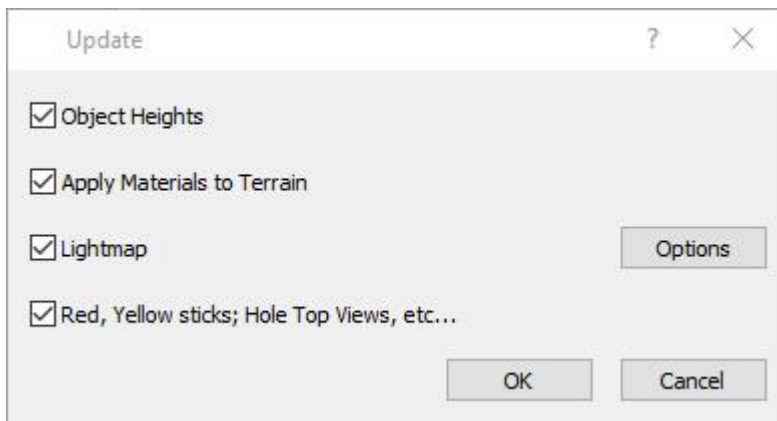 Update ?
Object Heights
Apply Materials to Terrain
Lightmap Options
Red, Yellow sticks; Hole Top Views, etc...
OK Cancel